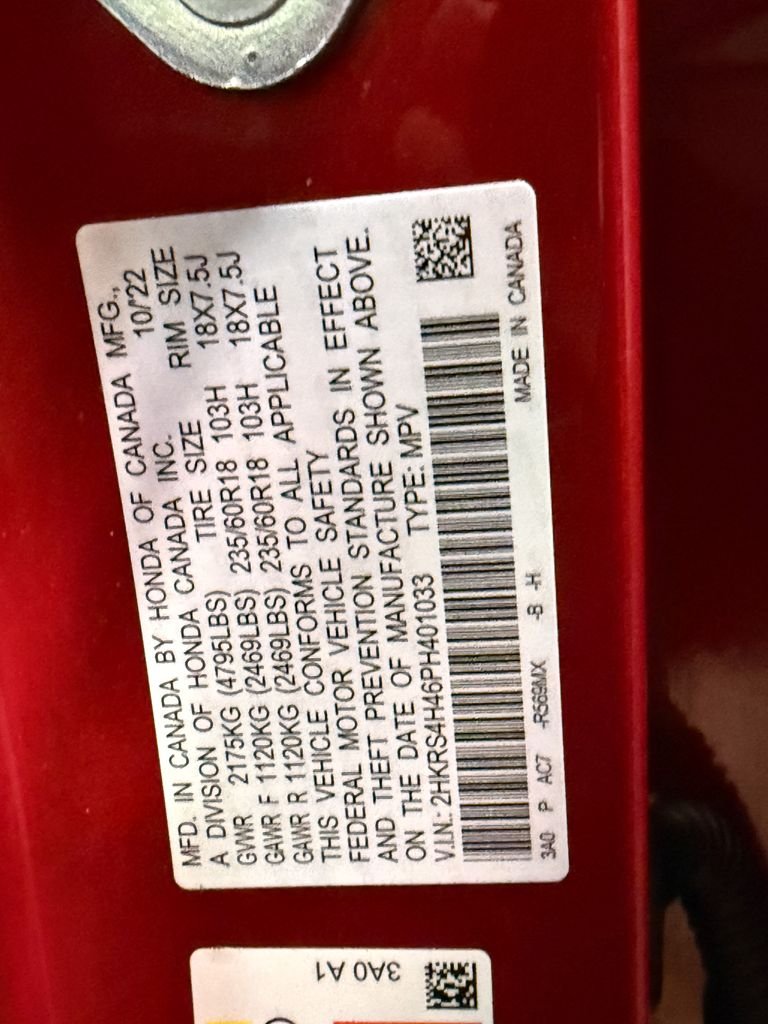 MFD. IN CANADA BY HONDA OF CANADA MFG.,
A DIVISION OF HONDA CANADA INC. 10/'22
TIRE SIZE RIM SIZE
GVWR 2175KG (4795LBS)
GAWR F 1120KG (2469LBS) 235/60R18 103H 18X7.5J
GAWR R 1120KG (2469LBS) 235/60R18 103H 18X7.5J
THIS VEHICLE CONFORMS TO ALL APPLICABLE
FEDERAL MOTOR VEHICLE SAFETY
AND THEFT PREVENTION STANDARDS IN EFFECT
ON THE DATE OF MANUFACTURE SHOWN ABOVE.
V.I.N.: 2HKRS4H46PH401033 TYPE: MPV
3A0 P AC7 -R569MX -B -H MADE IN CANADA
3A0 A1